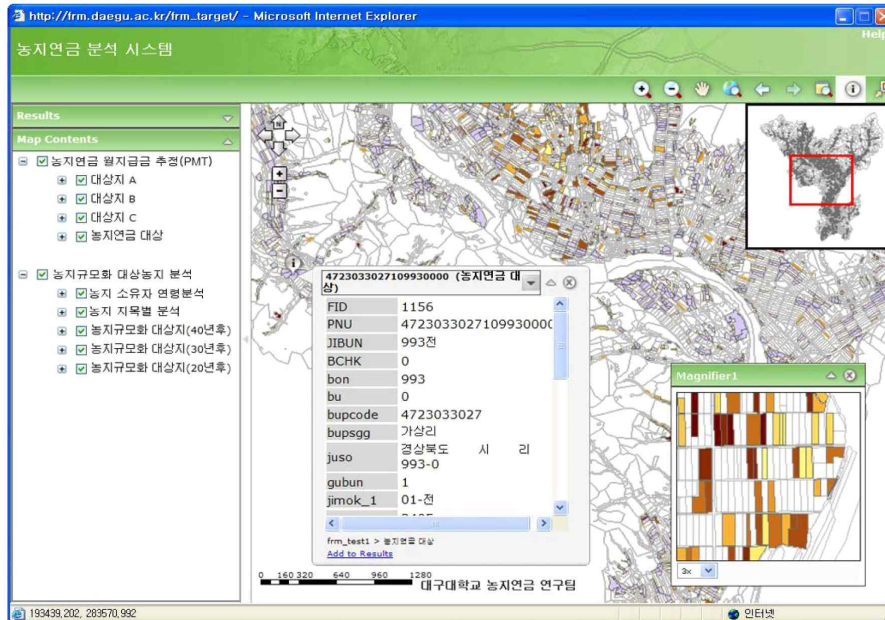 http://frm.daegu.ac.kr/frm_target/ - Microsoft Internet Explorer
Help
농지연금 분석 시스템
Results
Map Contents
농지연금 월지급금 추정(PMT)
대상지 A
대상지 B
대상지 C
농지연금 대상
농지규모화 대상농지 분석
농지 소유자 연령분석
농지 지목별 분석
농지규모화 대상지(40년후)
농지규모화 대상지(30년후)
농지규모화 대상지(20년후)
4723033027109930000 (농지연금 대
상)
FID 1156
PNU 4723033027109930000
JIBUN 993전
BCHK 0
bon 993
bu 0
bupcode 4723033027
bupsgg 가상리
juso 경상북도 시 리
993-0
gubun 1
jimok_1 01-전
frm_test1 > 농지연금 대상
Add to Results
Magnifier1
3x
0 160 320 640 960 1280
대구대학교 농지연금 연구팀
193439,202, 283570,992
인터넷